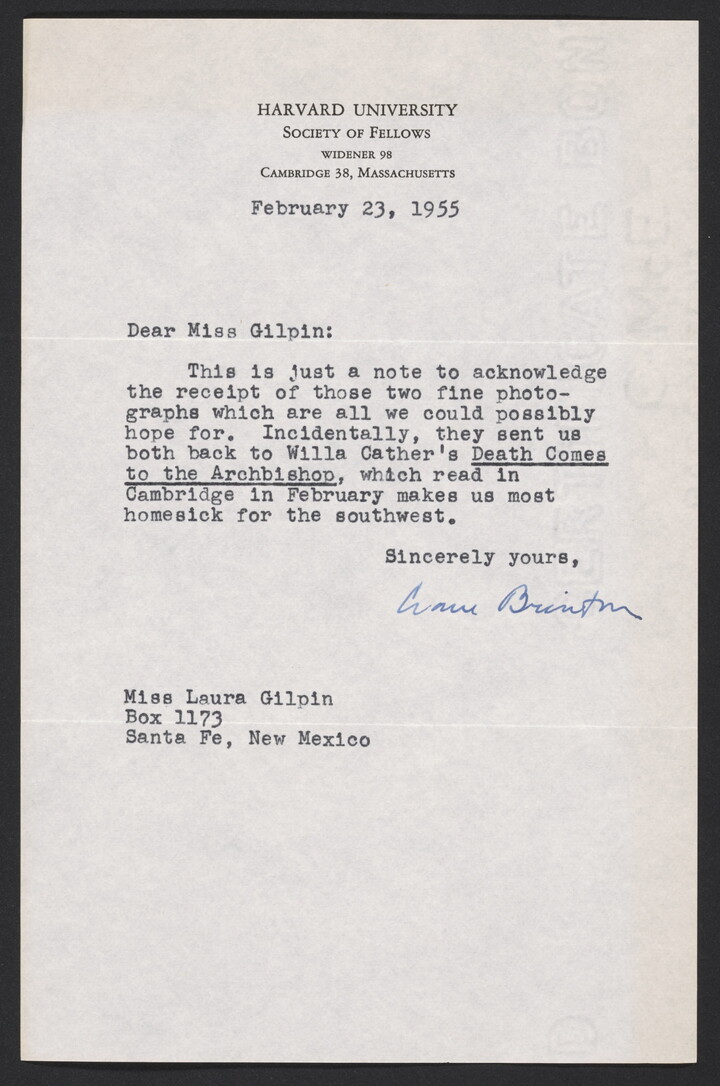 HARVARD UNIVERSITY
SOCIETY OF FELLOWS
WIDENER 98
CAMBRIDGE 38, MASSACHUSETTS
February 23, 1955
Dear Miss Gilpin:
This is just a note to acknowledge
the receipt of those two fine photo-
graphs which are all we could possibly
hope for. Incidentally, they sent us
both back to Willa Cather's Death Comes
to the Archbishop, which read in
Cambridge in February makes us most
homesick for the southwest.
Sincerely yours,
Crane Brinton
Miss Laura Gilpin
Box 1173
Santa Fe, New Mexico